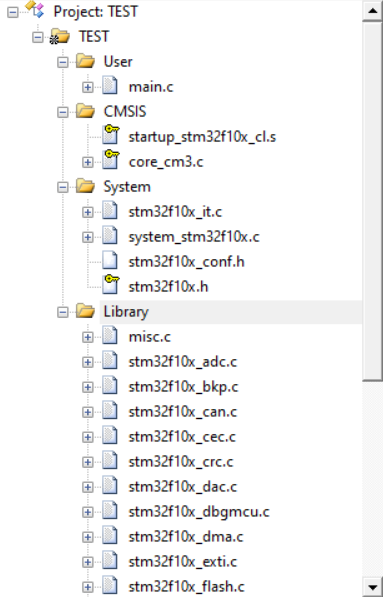 Project: TEST
TEST
User
main.c
CMSIS
startup_stm32f10x_cl.s
core_cm3.c
System
stm32f10x_it.c
system_stm32f10x.c
stm32f10x_conf.h
stm32f10x.h
Library
misc.c
stm32f10x_adc.c
stm32f10x_bkp.c
stm32f10x_can.c
stm32f10x_cec.c
stm32f10x_crc.c
stm32f10x_dac.c
stm32f10x_dbgmcu.c
stm32f10x_dma.c
stm32f10x_exti.c
stm32f10x_flash.c